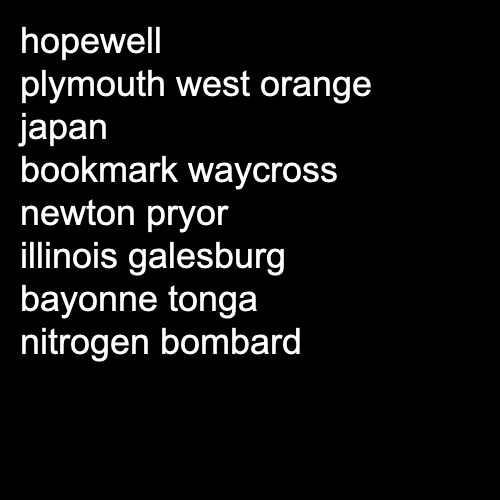 hopewell
plymouth west orange
japan
bookmark waycross
newton pryor
illinois galesburg
bayonne tonga
nitrogen bombard